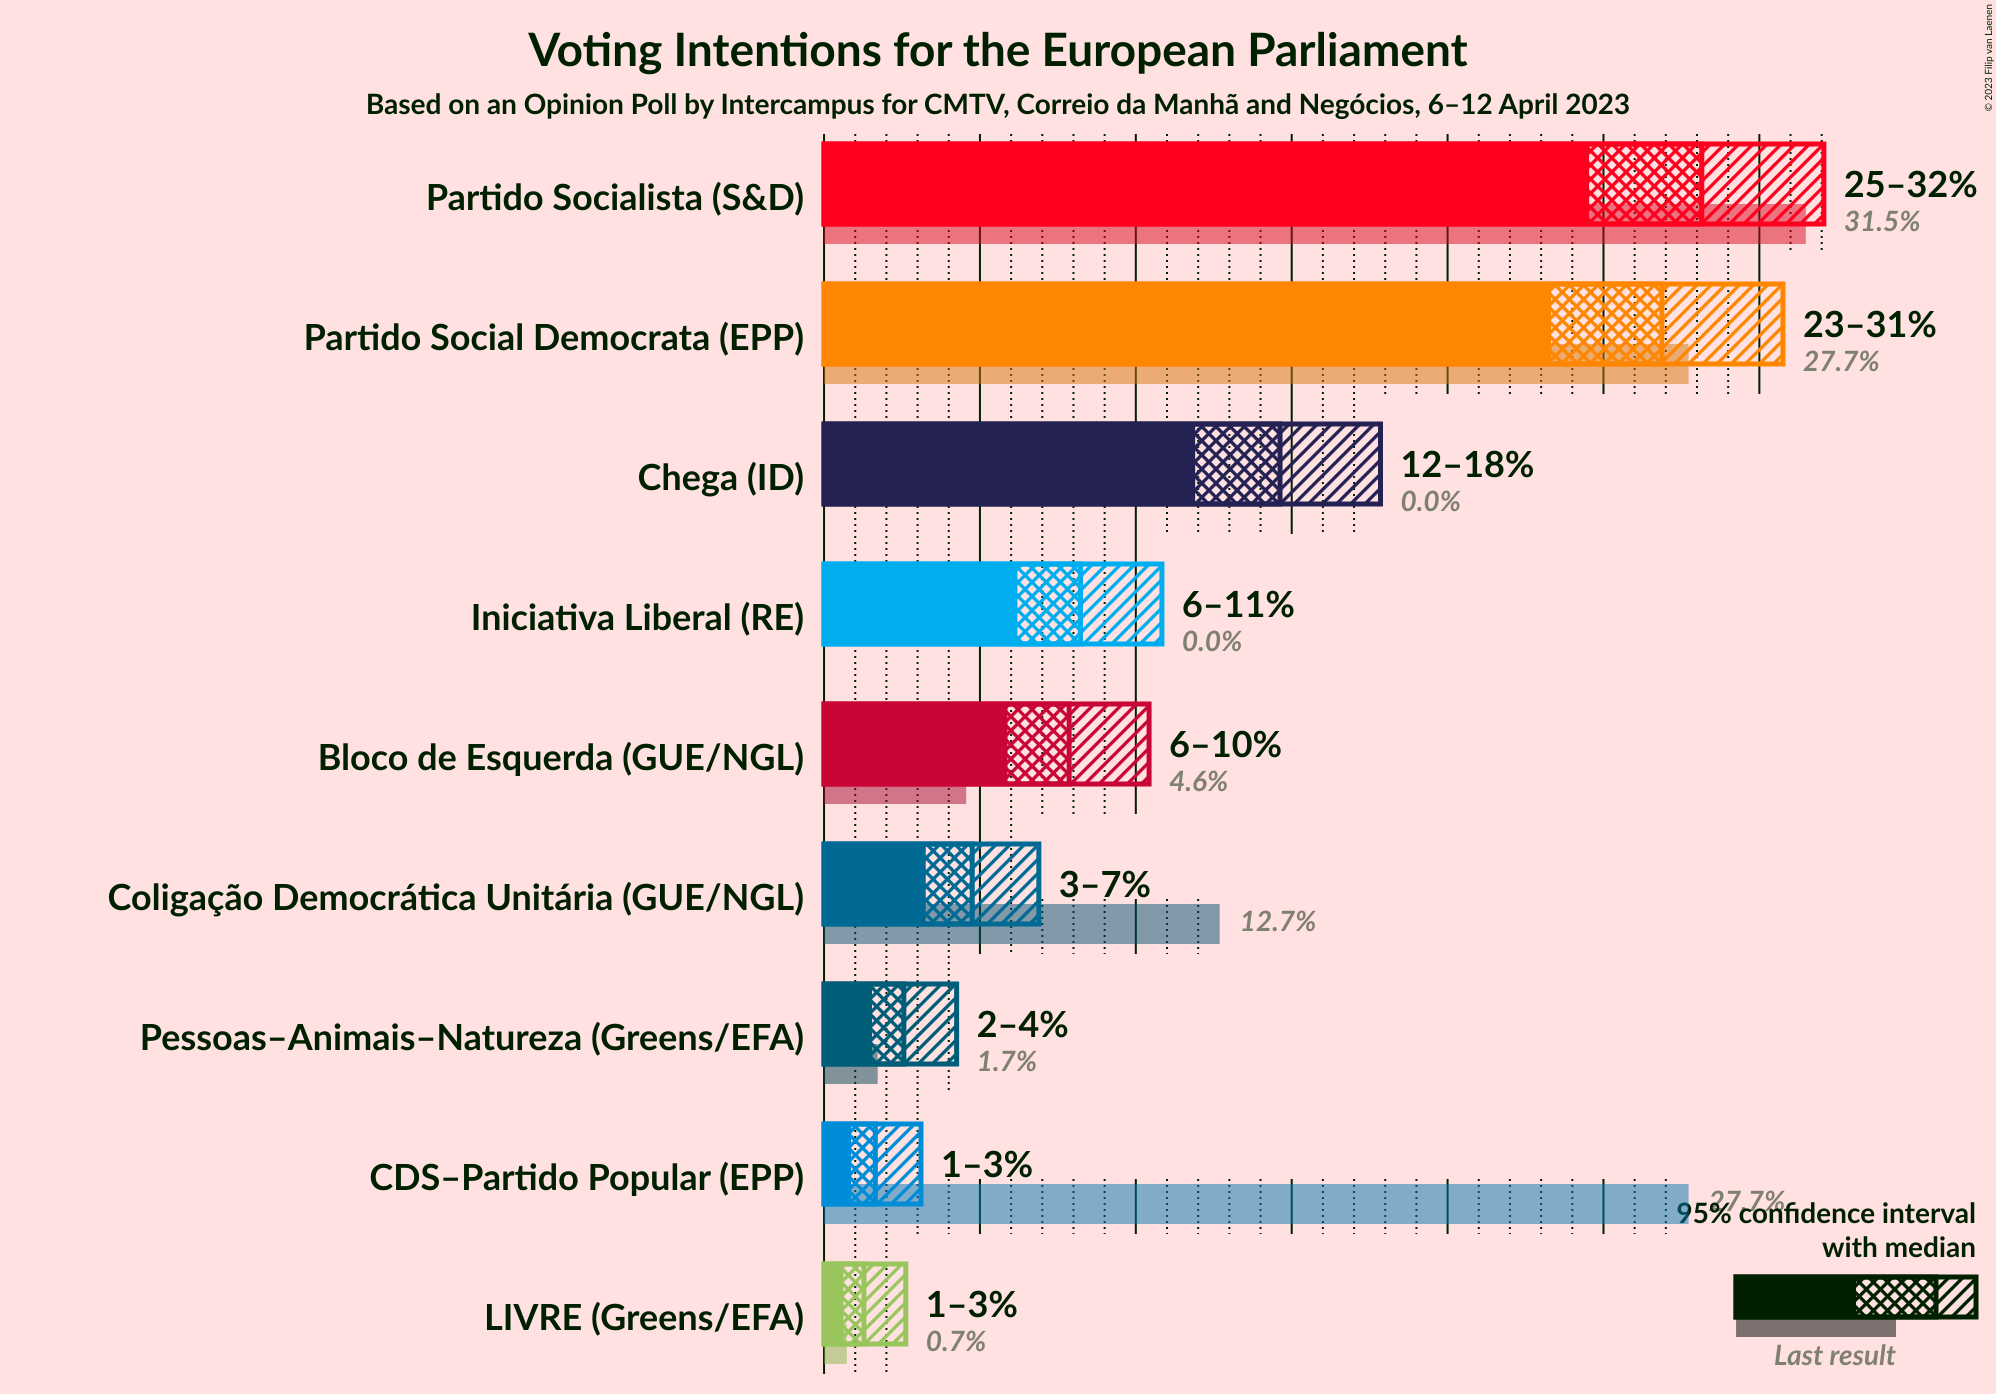 © 2023 Filip van Laenen
Voting Intentions for the European Parliament
Based on an Opinion Poll by Intercampus for CMTV, Correio da Manhã and Negócios, 6–12 April 2023
Partido Socialista (S&D)
25–32%
31.5%
Partido Social Democrata (EPP)
23–31%
27.7%
Chega (ID)
12–18%
0.0%
Iniciativa Liberal (RE)
6–11%
0.0%
Bloco de Esquerda (GUE/NGL)
6–10%
4.6%
Coligação Democrática Unitária (GUE/NGL)
3–7%
12.7%
Pessoas–Animais–Natureza (Greens/EFA)
2–4%
1.7%
CDS–Partido Popular (EPP)
1–3%
27.7%
LIVRE (Greens/EFA)
1–3%
0.7%
95% confidence interval
with median
Last result